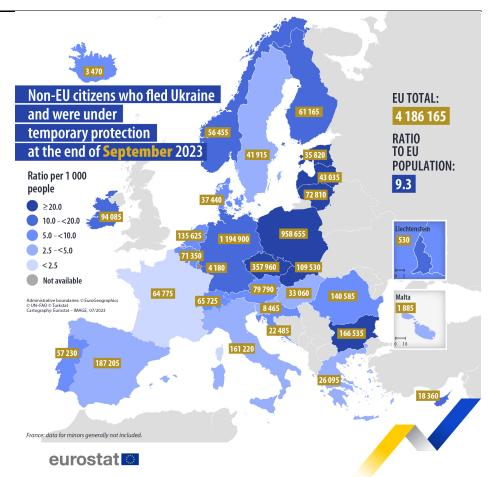 3 470
Non-EU citizens who fled Ukraine
and were under
temporary protection
at the end of September 2023
EU TOTAL:
4 186 165
RATIO
TO EU
POPULATION:
9.3
Ratio per 1 000
people
≥ 20.0
10.0 - <20.0
5.0 - <10.0
2.5 - <5.0
< 2.5
Not available
Administrative boundaries: © EuroGeographics
© UN–FAO © Turkstat
Cartography: Eurostat – IMAGE, 07/2023
61 165
56 455
41 915
35 820
43 035
72 810
37 440
94 085
135 625
1 194 900
958 655
71 350
4 180
357 960
109 530
79 790
33 060
140 585
64 775
65 725
8 465
22 485
166 535
57 230
187 205
161 220
26 095
18 360
Liechtenstein
530
Malta
1 885
0 10
France: data for minors generally not included.
eurostat